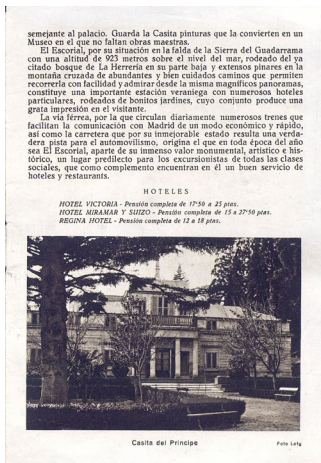 semejante al palacio. Guarda la Casita pinturas que la convierten en un
Museo en el que no faltan obras maestras.
El Escorial, por su situación en la falda de la Sierra del Guadarrama
con una altitud de 923 metros sobre el nivel del mar, rodeado del ya
citado bosque de La Herrería en su parte baja y extensos pinares en la
montaña cruzada de abundantes y bien cuidados caminos que permiten
recorrerla con facilidad y admirar desde la misma magníficos panoramas,
constituye una importante estación veraniega con numerosos hoteles
particulares, rodeados de bonitos jardines, cuyo conjunto produce una
grata impresión en el visitante.
La vía férrea, por la que circulan diariamente numerosos trenes que
facilitan la comunicación con Madrid de un modo económico y rápido,
así como la carretera que por su inmejorable estado resulta una verda-
dera pista para el automovilismo, origina el que en toda época del año
sea El Escorial, aparte de su inmenso valor monumental, artístico e his-
tórico, un lugar predilecto para los excursionistas de todas las clases
sociales, que como complemento encuentran en él un buen servicio de
hoteles y restaurants.
HOTELES
HOTEL VICTORIA - Pensión completa de 17'50 a 25 ptas.
HOTEL MIRAMAR Y SUIZO - Pensión completa de 15 a 27'50 ptas.
REGINA HOTEL - Pensión completa de 12 a 18 ptas.
Casita del Príncipe
Foto Loty